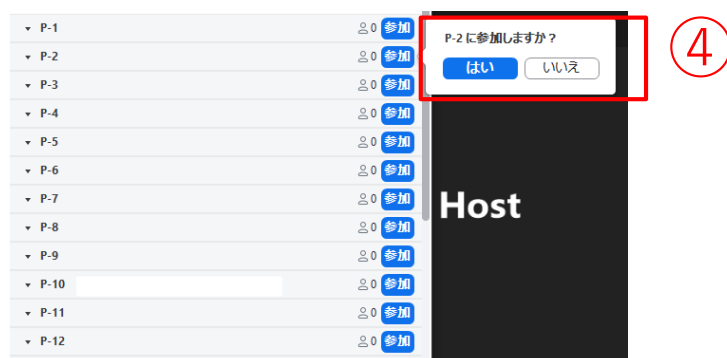 P-1 0 参加
P-2 0 参加
P-3 0 参加
P-4 0 参加
P-5 0 参加
P-6 0 参加
P-7 0 参加
P-8 0 参加
P-9 0 参加
P-10 0 参加
P-11 0 参加
P-12 0 参加
P-2 に参加しますか？
はい いいえ
④
Host